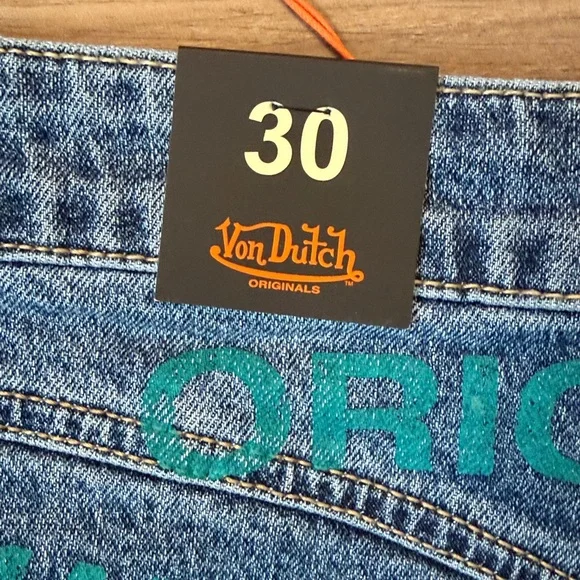 30
Von Dutch
ORIGINALS
™
ORIG